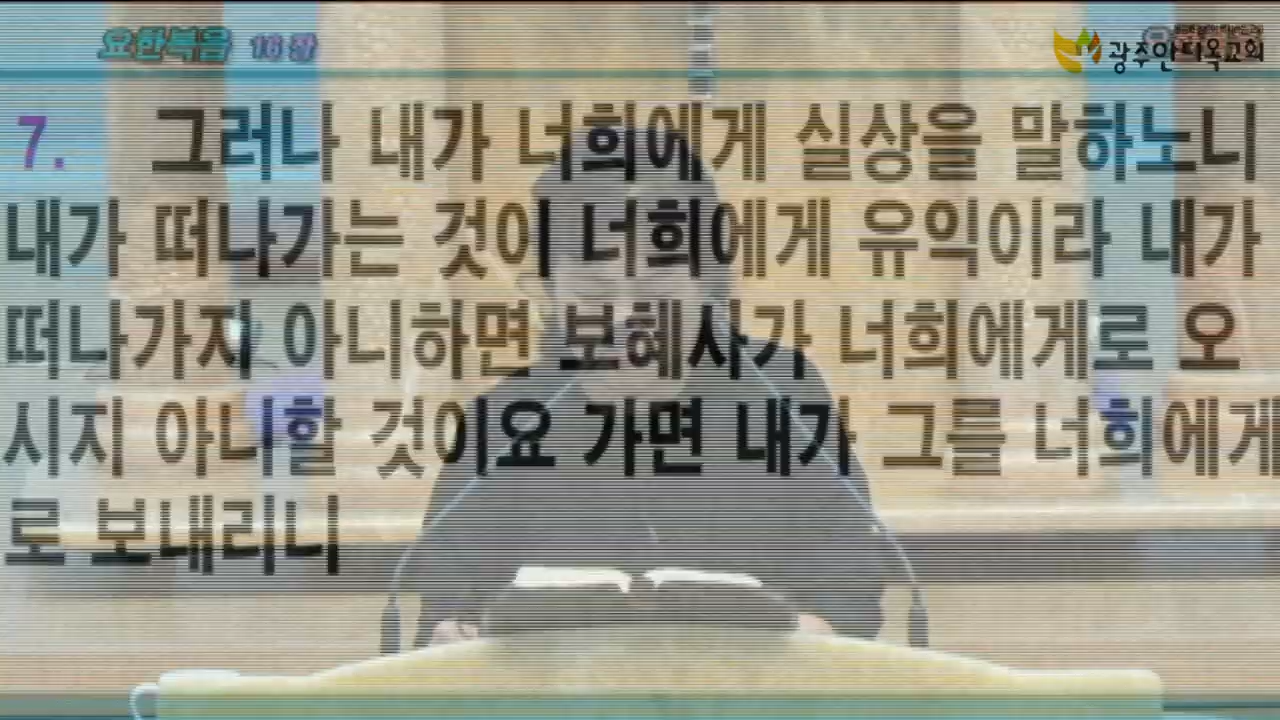 요한복음 16 장
광주안디옥교회
7. 그러나 내가 너희에게 실상을 말하노니
내가 떠나가는 것이 너희에게 유익이라 내가
떠나가지 아니하면 보혜사가 너희에게로 오
시지 아니할 것이요 가면 내가 그를 너희에게
로 보내리니